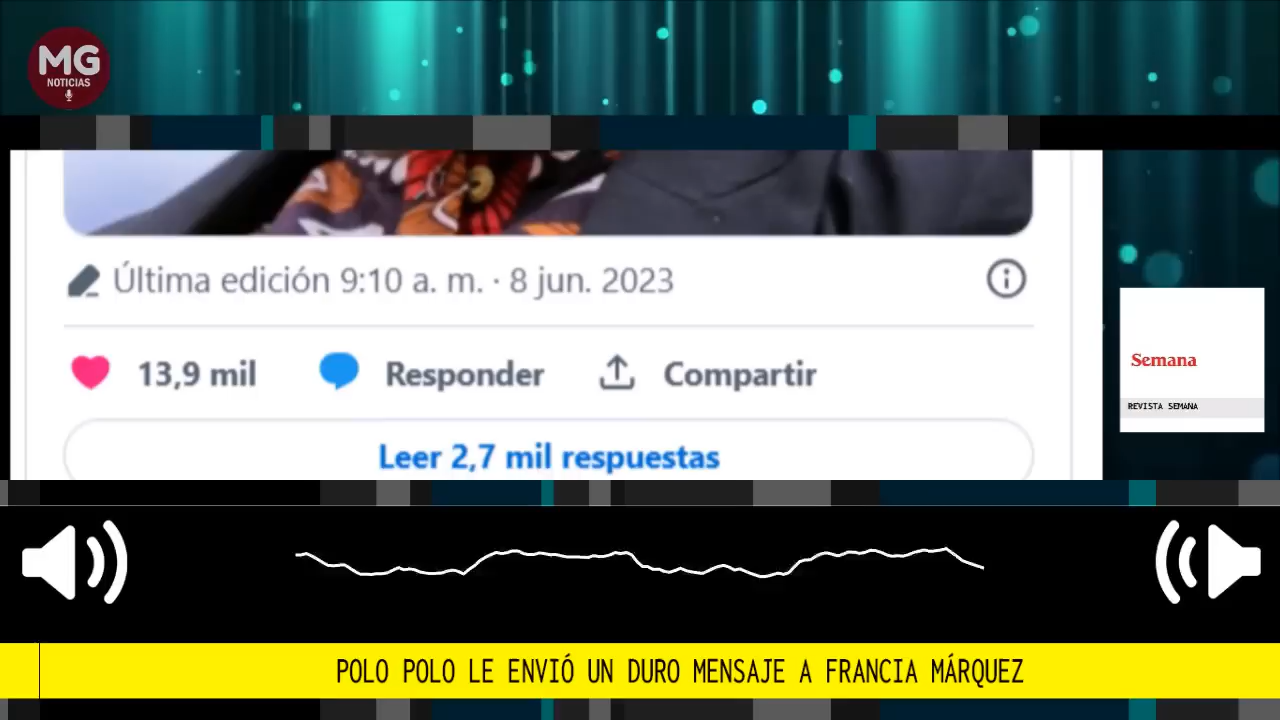 MG
NOTICIAS
Última edición 9:10 a. m. · 8 jun. 2023
13,9 mil Responder Compartir
Leer 2,7 mil respuestas
Semana
REVISTA SEMANA
POLO POLO LE ENVIÓ UN DURO MENSAJE A FRANCIA MÁRQUEZ